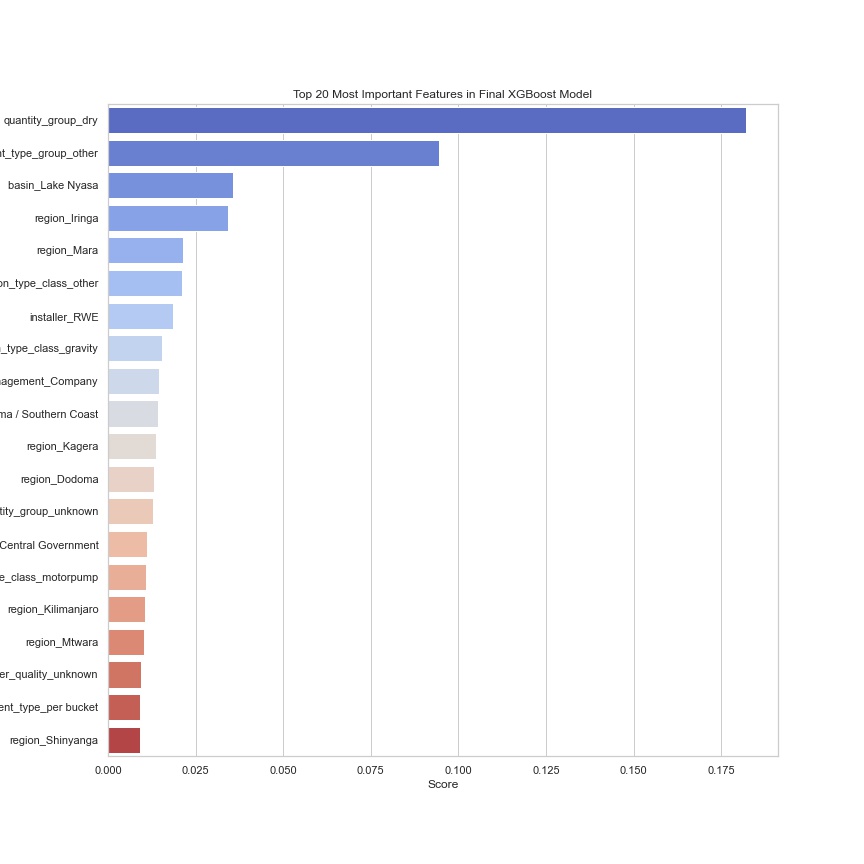 Top 20 Most Important Features in Final XGBoost Model
quantity_group_dry
nt_type_group_other
basin_Lake Nyasa
region_Iringa
region_Mara
on_type_class_other
installer_RWE
_type_class_gravity
nagement_Company
ma / Southern Coast
region_Kagera
region_Dodoma
tity_group_unknown
Central Government
e_class_motorpump
region_Kilimanjaro
region_Mtwara
er_quality_unknown
ent_type_per bucket
region_Shinyanga
0.000 0.025 0.050 0.075 0.100 0.125 0.150 0.175
Score